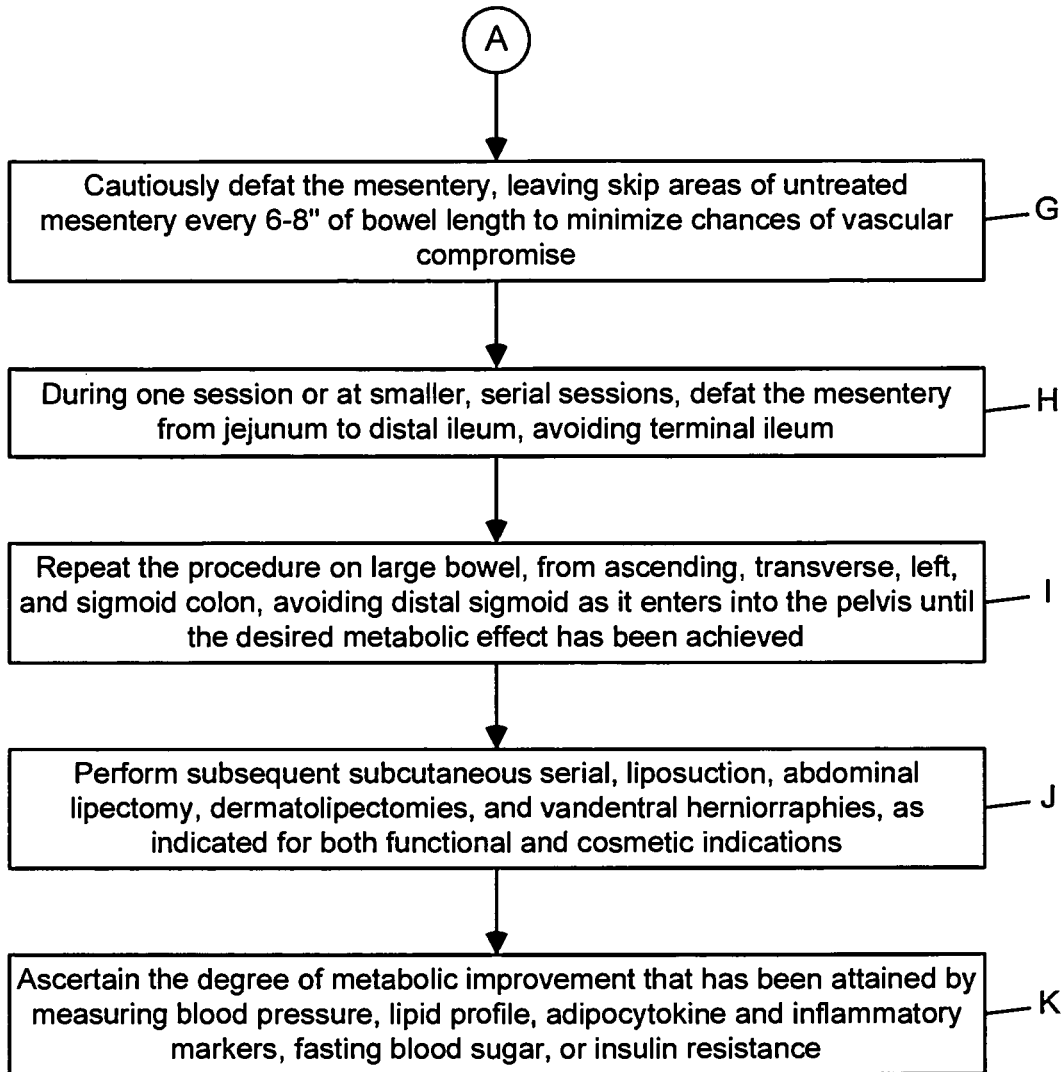 A
Cautiously defat the mesentery, leaving skip areas of untreated
mesentery every 6-8" of bowel length to minimize chances of vascular
compromise
G
During one session or at smaller, serial sessions, defat the mesentery
from jejunum to distal ileum, avoiding terminal ileum
H
Repeat the procedure on large bowel, from ascending, transverse, left,
and sigmoid colon, avoiding distal sigmoid as it enters into the pelvis until
the desired metabolic effect has been achieved
I
Perform subsequent subcutaneous serial, liposuction, abdominal
lipectomy, dermatolipectomies, and vandentral herniorraphies, as
indicated for both functional and cosmetic indications
J
Ascertain the degree of metabolic improvement that has been attained by
measuring blood pressure, lipid profile, adipocytokine and inflammatory
markers, fasting blood sugar, or insulin resistance
K